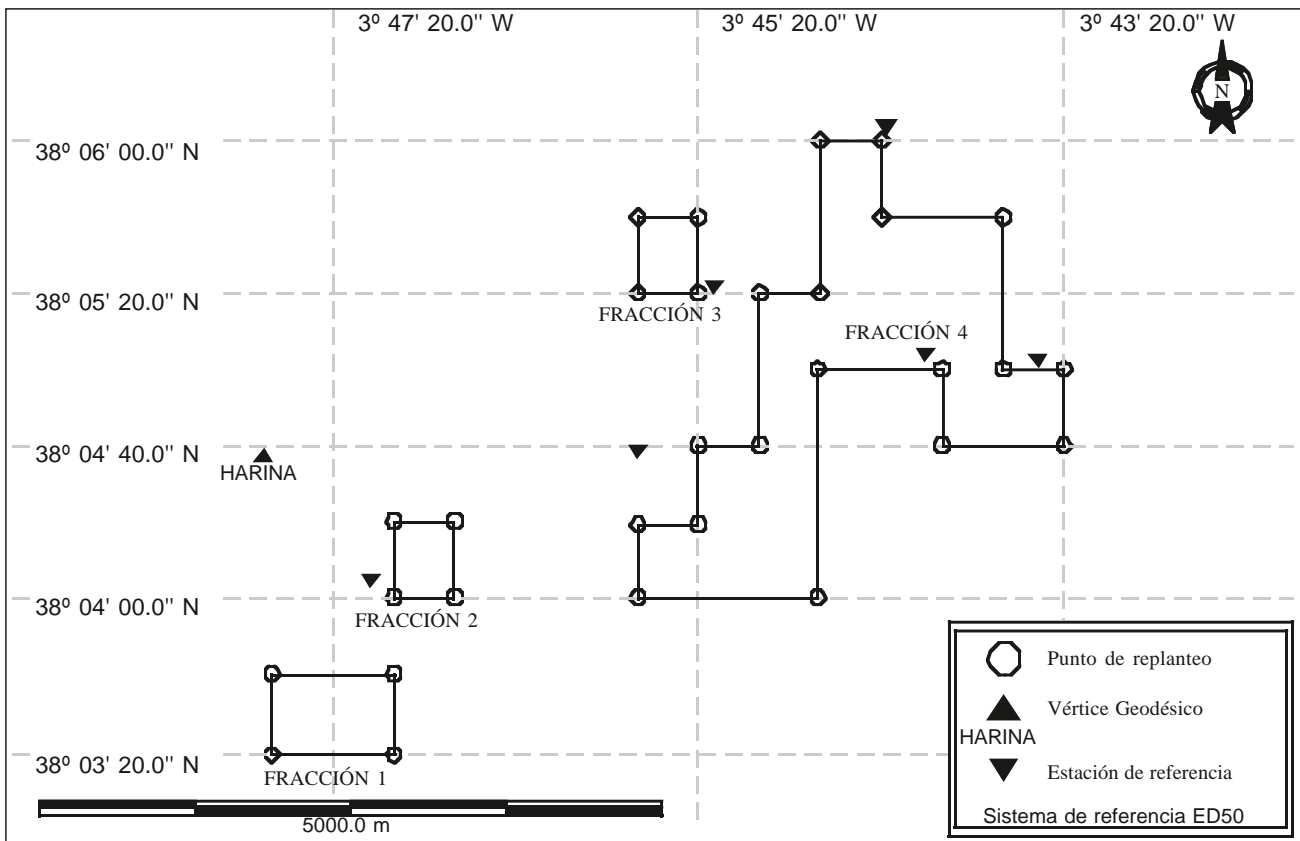 3º 47' 20.0'' W
3º 45' 20.0'' W
3º 43' 20.0'' W
N
38º 06' 00.0'' N
38º 05' 20.0'' N
FRACCIÓN 3
FRACCIÓN 4
38º 04' 40.0'' N
HARINA
38º 04' 00.0'' N
FRACCIÓN 2
38º 03' 20.0'' N
FRACCIÓN 1
5000.0 m
Punto de replanteo
Vértice Geodésico
HARINA
Estación de referencia
Sistema de referencia ED50